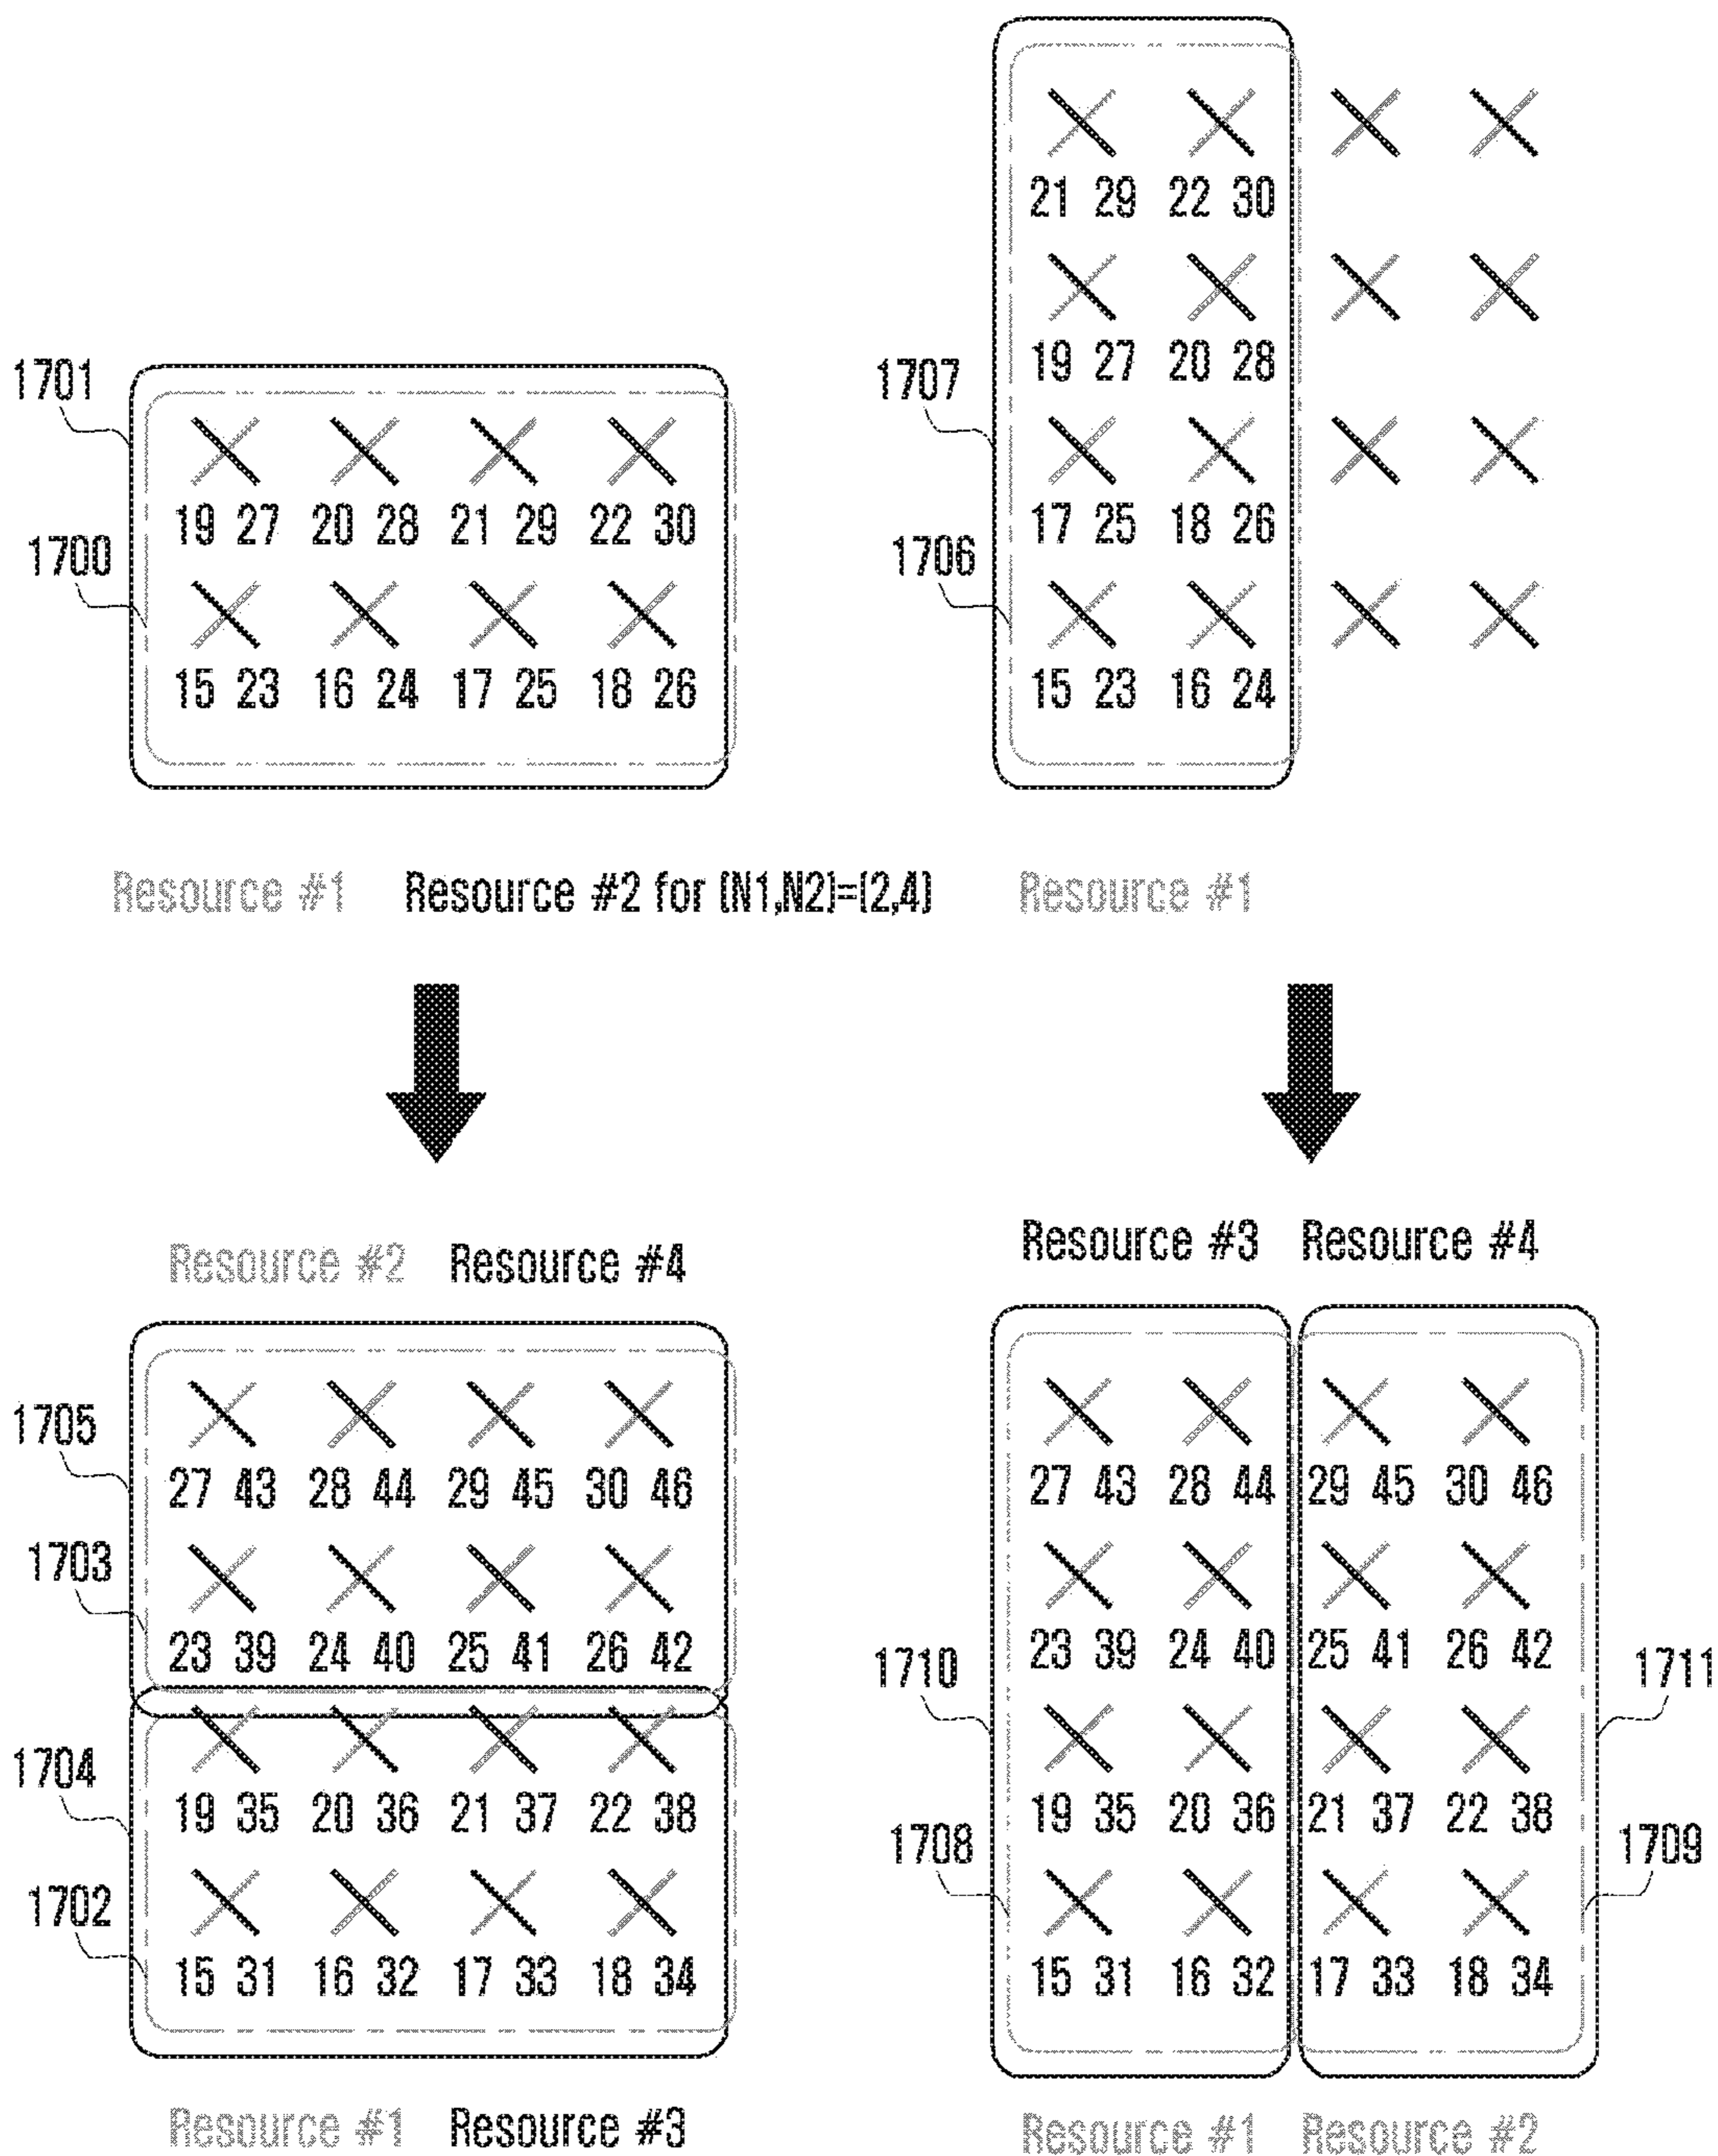 21 29 22 30
19 27 20 28
1701
1707
19 27 20 28 21 29 22 30
17 25 18 26
1700
1706
15 23 16 24 17 25 18 26
15 23 16 24
Resource #1 Resource #2 for (N1,N2)=(2,4)
Resource #1
Resource #2 Resource #4
Resource #3 Resource #4
1705
27 43 28 44 29 45 30 46
27 43 28 44 29 45 30 46
1703
23 39 24 40 25 41 26 42
23 39 24 40 25 41 26 42
1710
1711
1704
19 35 20 36 21 37 22 38
19 35 20 36 21 37 22 38
1708
1709
1702
15 31 16 32 17 33 18 34
15 31 16 32 17 33 18 34
Resource #1 Resource #3
Resource #1 Resource #2